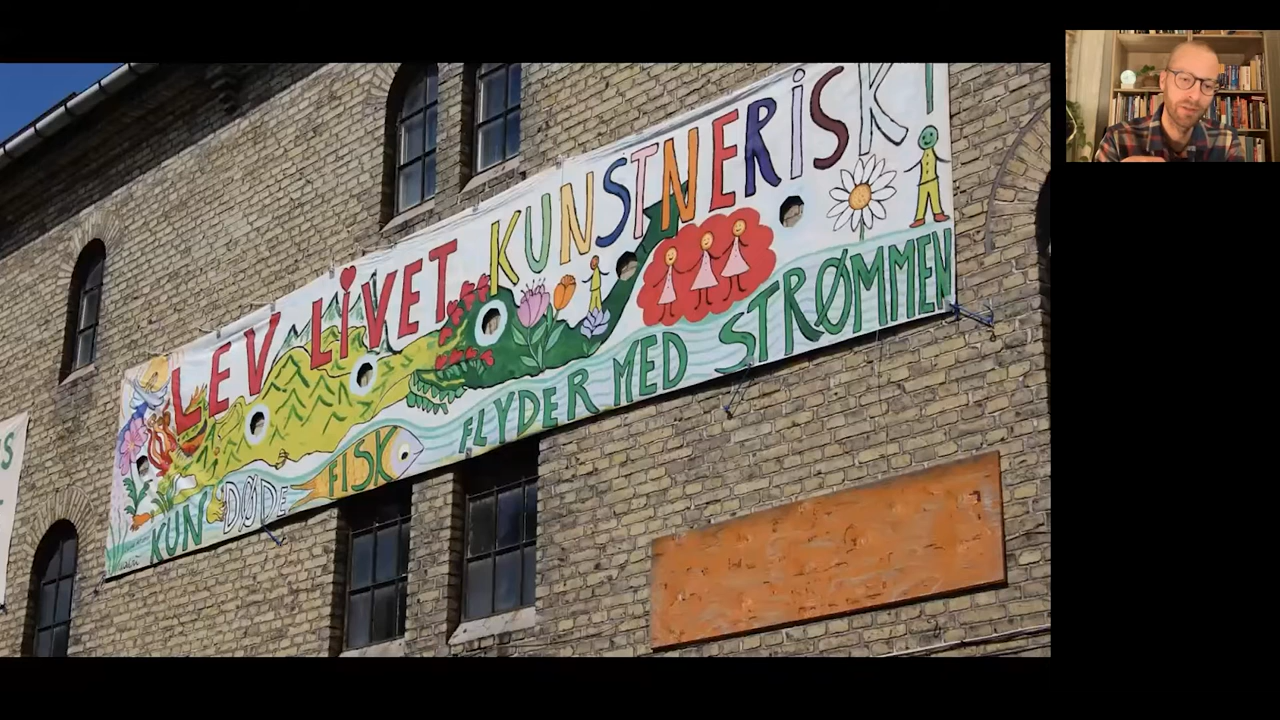 LEV LIVET KUNSTNERISK!
KUN DØDE FISK FLYDER MED STRØMMEN
S